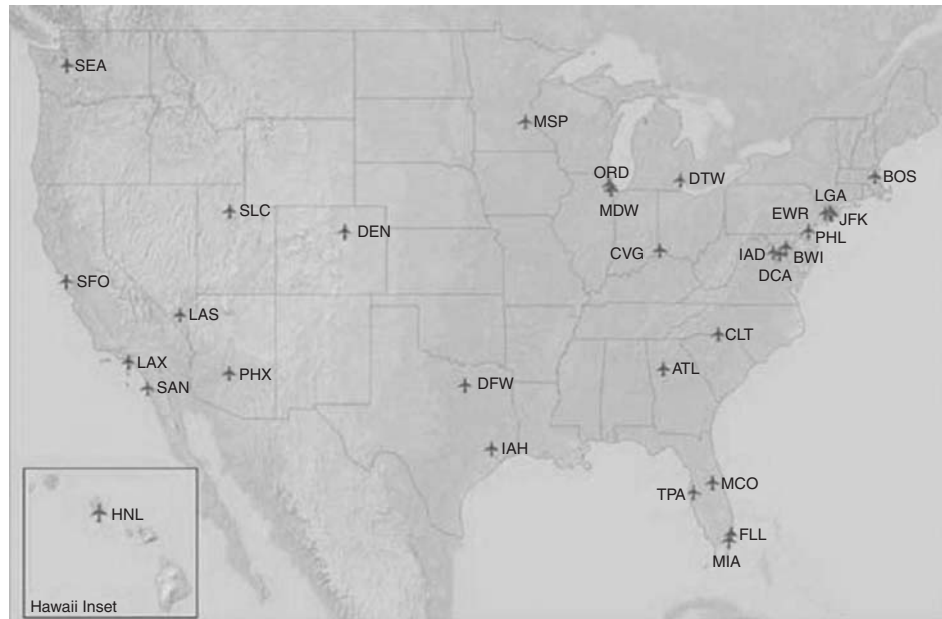 SEA
MSP
ORD
DTW
BOS
MDW
LGA
SLC
EWR
JFK
DEN
PHL
CVG
IAD
BWI
DCA
SFO
LAS
CLT
LAX
PHX
ATL
SAN
DFW
IAH
MCO
TPA
HNL
FLL
MIA
Hawaii Inset